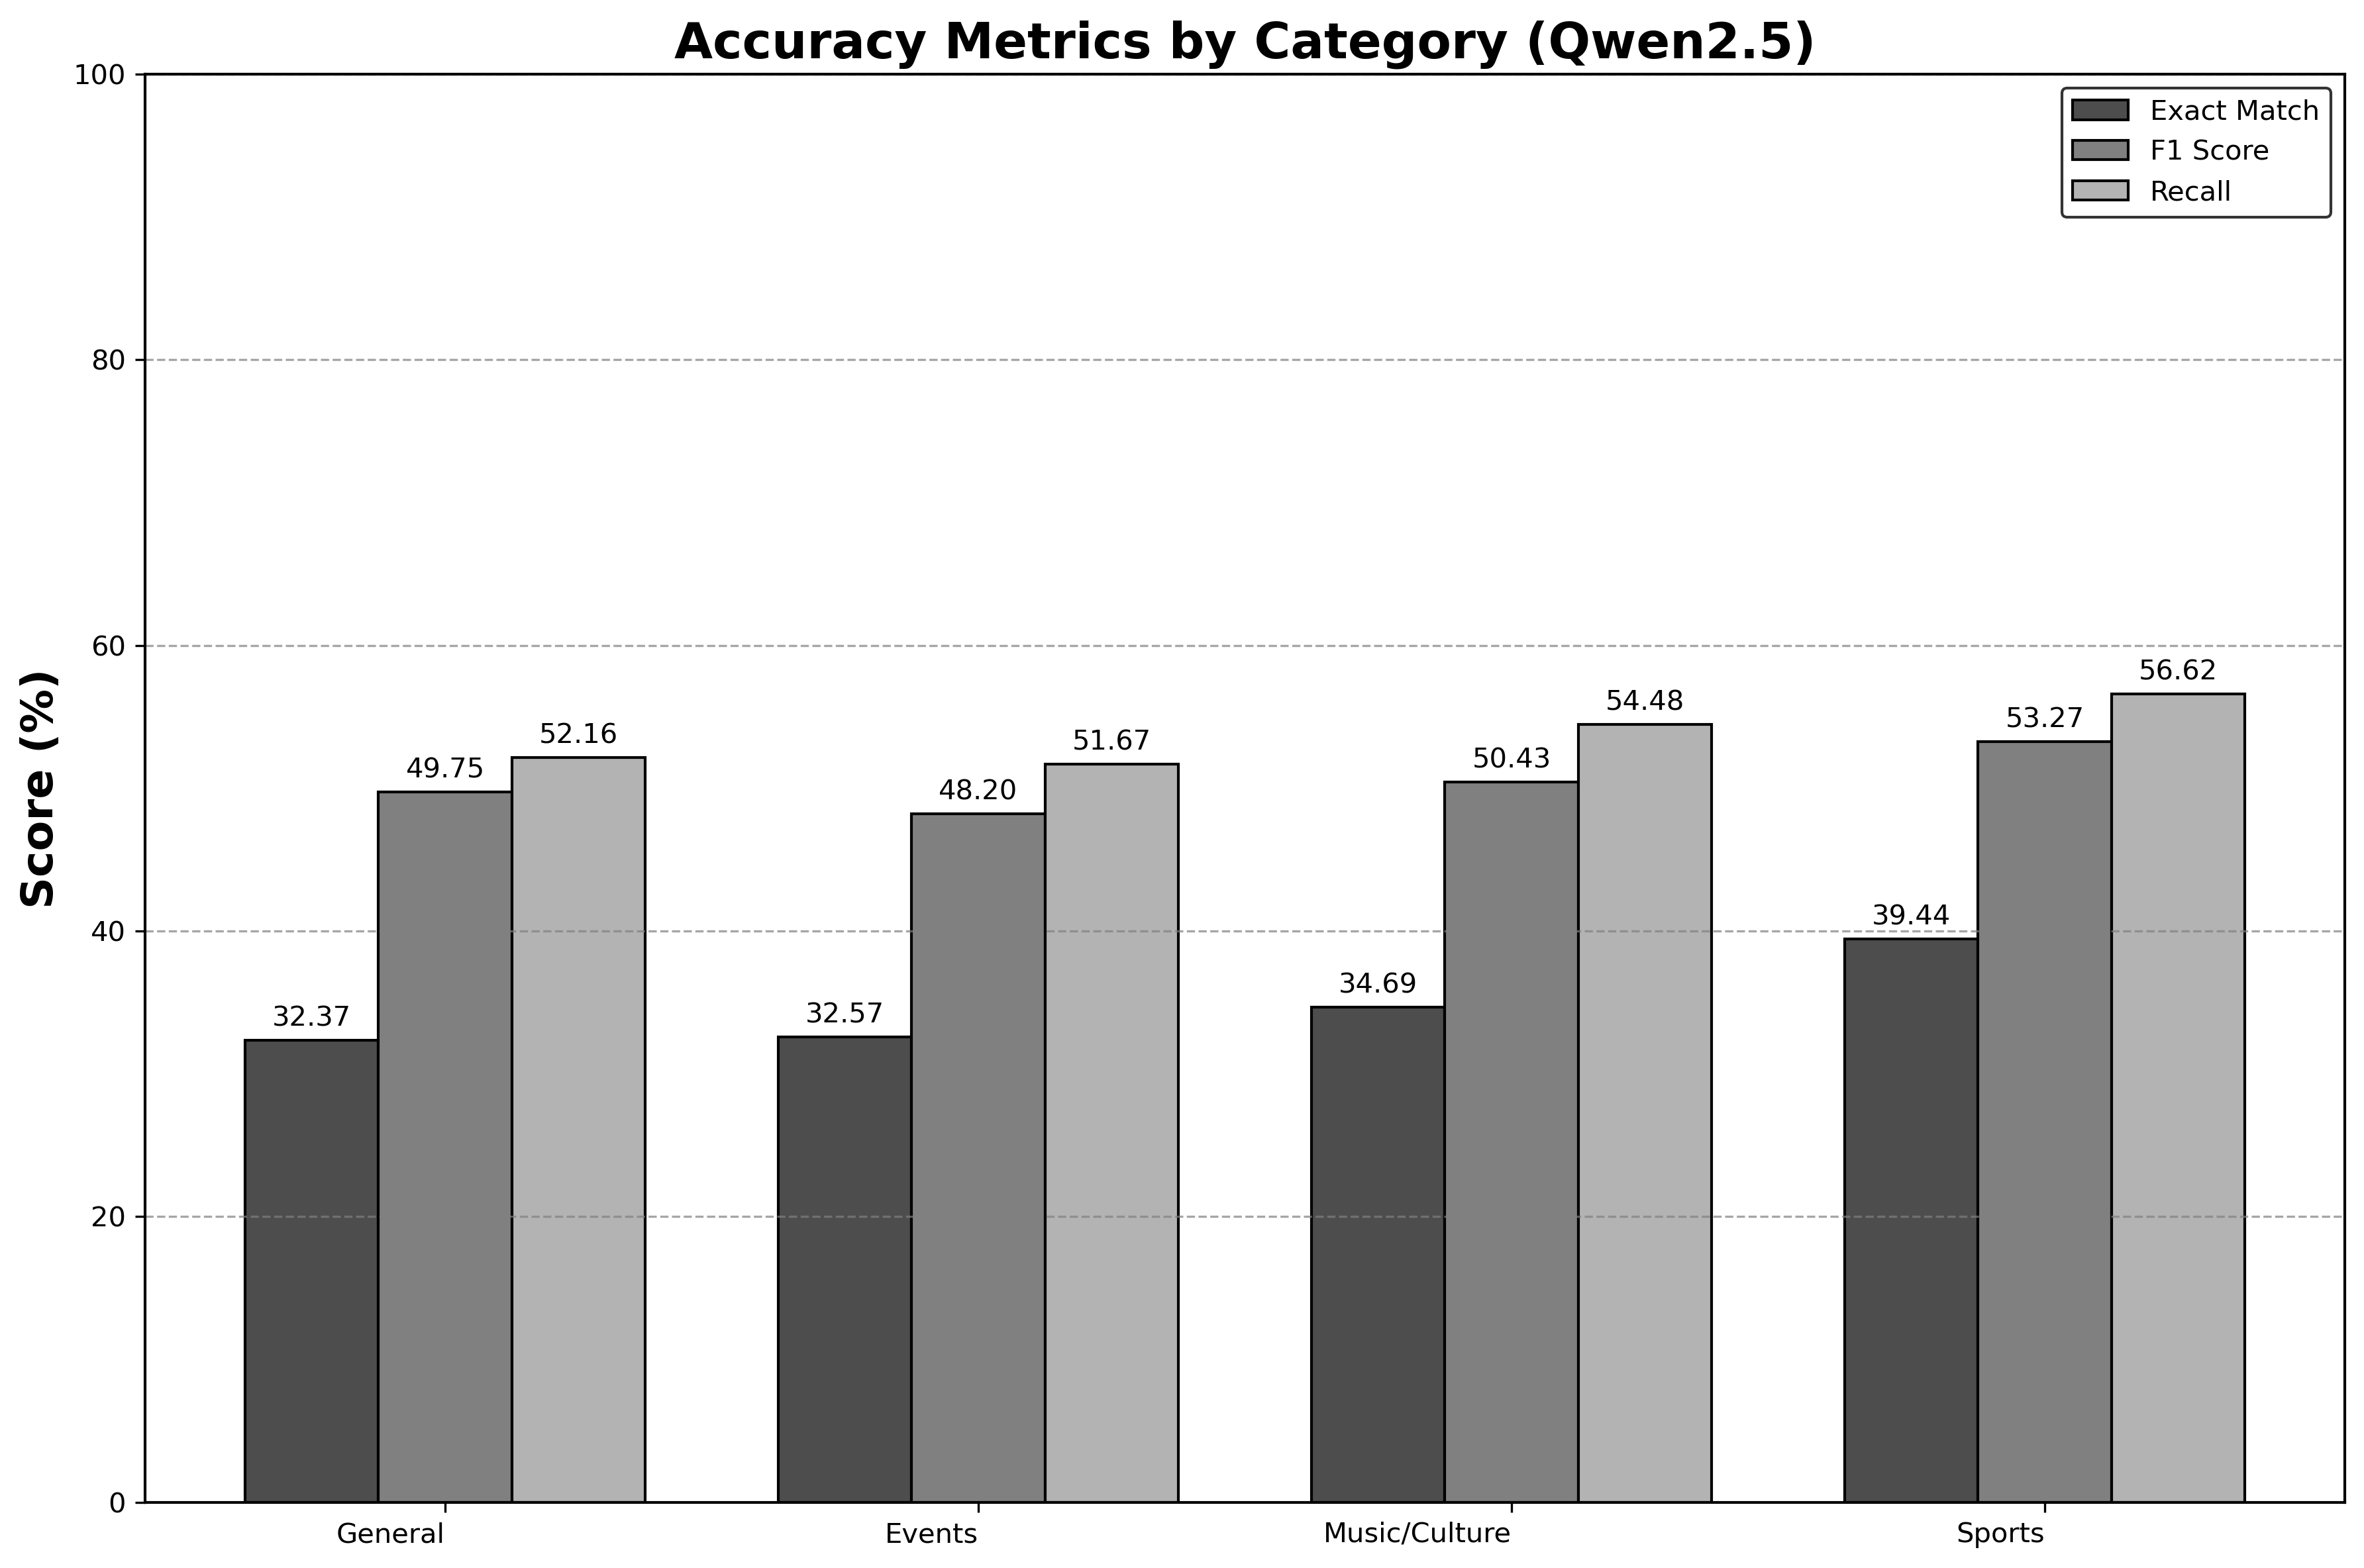 Accuracy Metrics by Category (Qwen2.5)
Exact Match
F1 Score
Recall
Score (%)
100
80
60
40
20
0
32.37
49.75
52.16
32.57
48.20
51.67
34.69
50.43
54.48
39.44
53.27
56.62
General
Events
Music/Culture
Sports